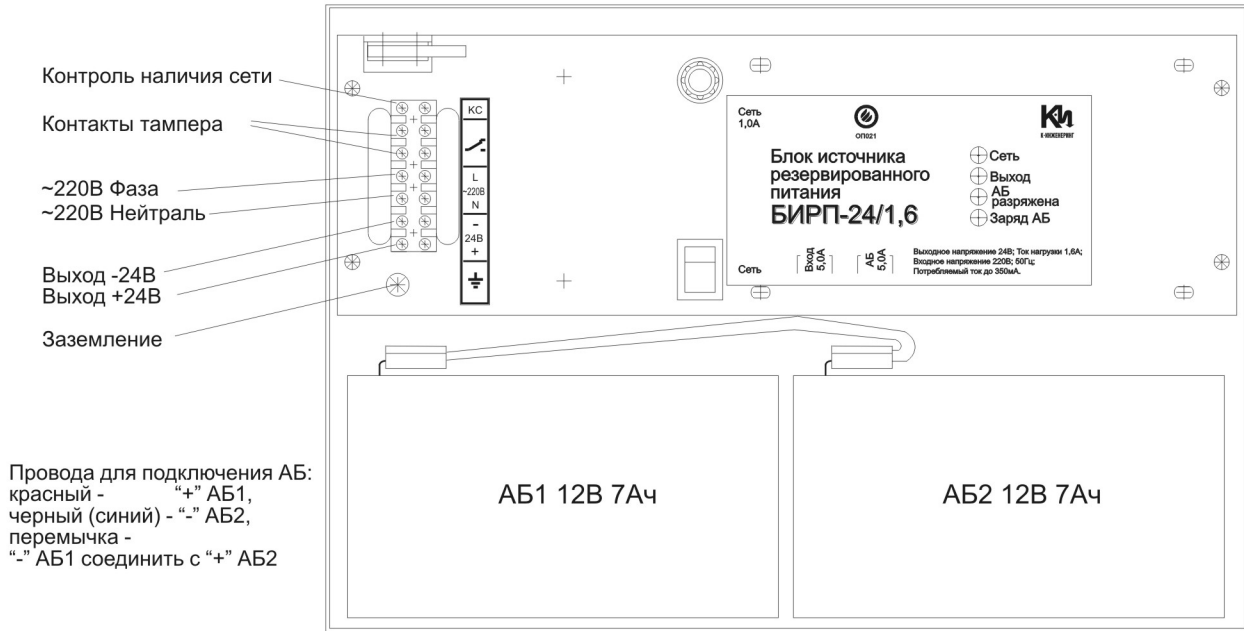 Контроль наличия сети
Контакты тампера
~220В Фаза
~220В Нейтраль
Выход -24В
Выход +24В
Заземление
КС
L
~220В
N
-
24В
+
Сеть
1,0А
ОП021
К-ИНЖЕНЕРИНГ
Блок источника
резервированного
питания
БИРП-24/1,6
Сеть
Выход
АБ
разряжена
Заряд АБ
Сеть
Вход
5,0А
АБ
5,0А
Выходное напряжение 24В; Ток нагрузки 1,6А;
Входное напряжение 220В; 50Гц;
Потребляемый ток до 350мА.
Провода для подключения АБ:
красный - “+” АБ1,
черный (синий) - “-” АБ2,
перемычка -
“-” АБ1 соединить с “+” АБ2
АБ1 12В 7Ач
АБ2 12В 7Ач